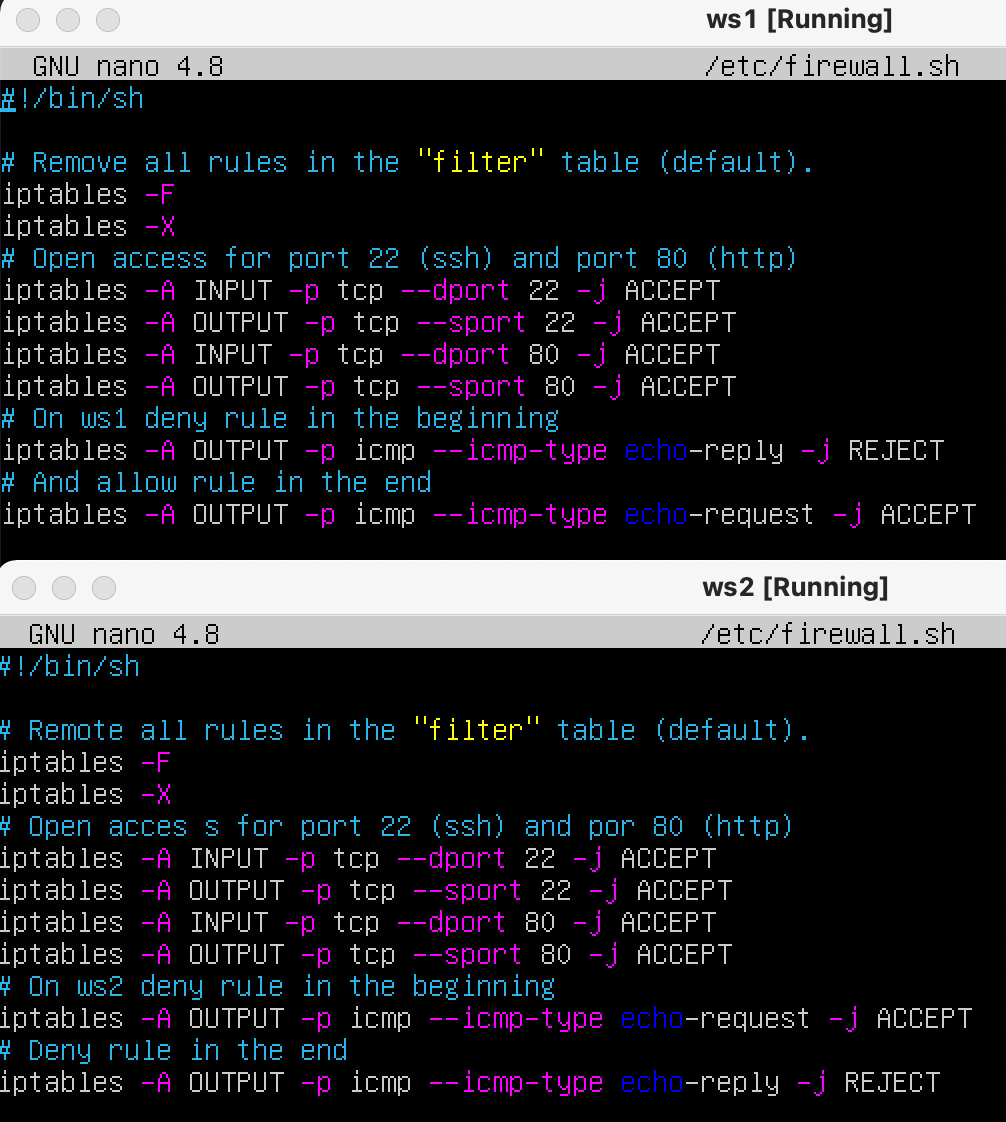 ws1 [Running]
GNU nano 4.8 /etc/firewall.sh
#!/bin/sh
# Remove all rules in the "filter" table (default).
iptables -F
iptables -X
# Open access for port 22 (ssh) and port 80 (http)
iptables -A INPUT -p tcp --dport 22 -j ACCEPT
iptables -A OUTPUT -p tcp --sport 22 -j ACCEPT
iptables -A INPUT -p tcp --dport 80 -j ACCEPT
iptables -A OUTPUT -p tcp --sport 80 -j ACCEPT
# On ws1 deny rule in the beginning
iptables -A OUTPUT -p icmp --icmp-type echo-reply -j REJECT
# And allow rule in the end
iptables -A OUTPUT -p icmp --icmp-type echo-request -j ACCEPT
ws2 [Running]
GNU nano 4.8 /etc/firewall.sh
#!/bin/sh
# Remote all rules in the "filter" table (default).
iptables -F
iptables -X
# Open acces s for port 22 (ssh) and por 80 (http)
iptables -A INPUT -p tcp --dport 22 -j ACCEPT
iptables -A OUTPUT -p tcp --sport 22 -j ACCEPT
iptables -A INPUT -p tcp --dport 80 -j ACCEPT
iptables -A OUTPUT -p tcp --sport 80 -j ACCEPT
# On ws2 deny rule in the beginning
iptables -A OUTPUT -p icmp --icmp-type echo-request -j ACCEPT
# Deny rule in the end
iptables -A OUTPUT -p icmp --icmp-type echo-reply -j REJECT